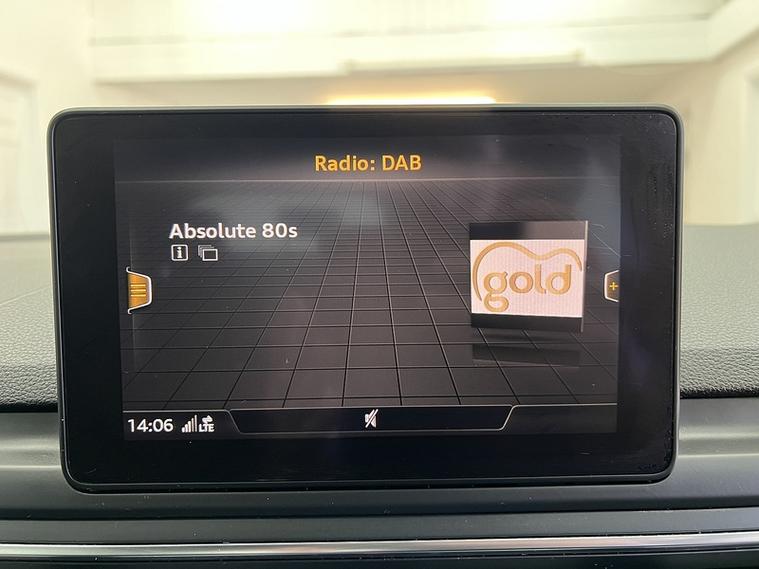 Radio: DAB
Absolute 80s
i
gold
+
14:06 LTE